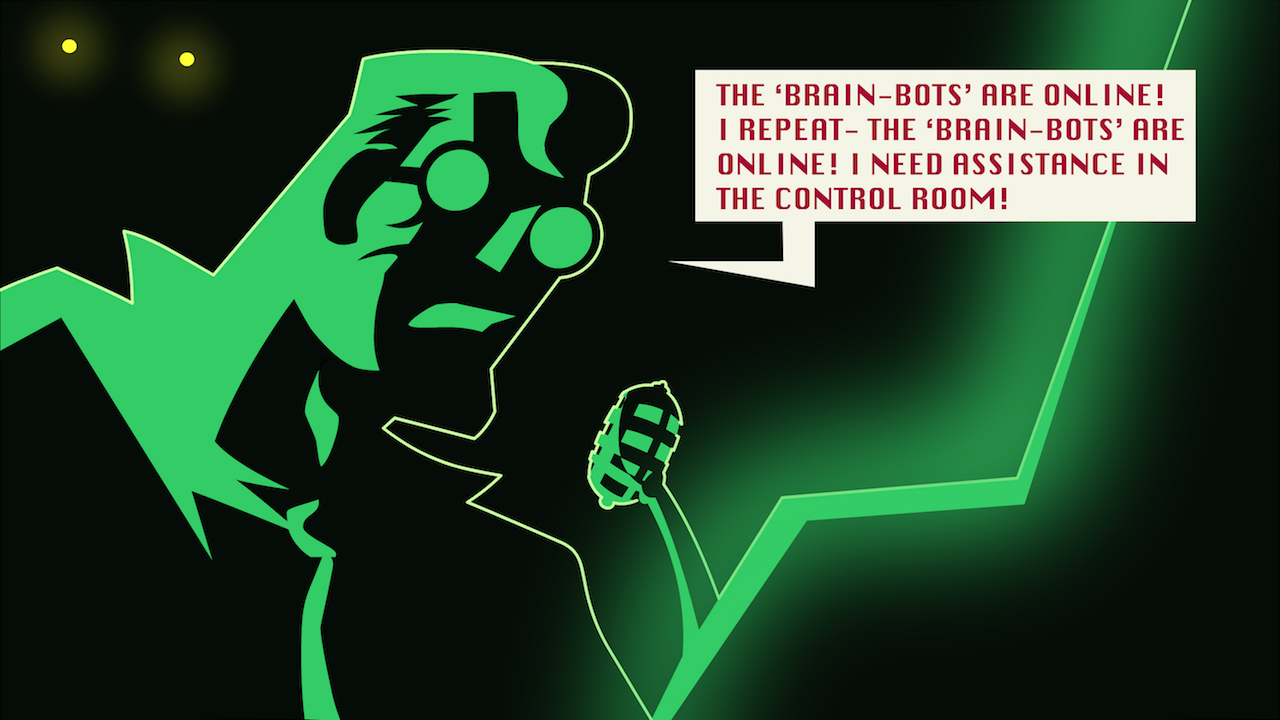 THE ‘BRAIN-BOTS’ ARE ONLINE!
I REPEAT- THE ‘BRAIN-BOTS’ ARE
ONLINE! I NEED ASSISTANCE IN
THE CONTROL ROOM!